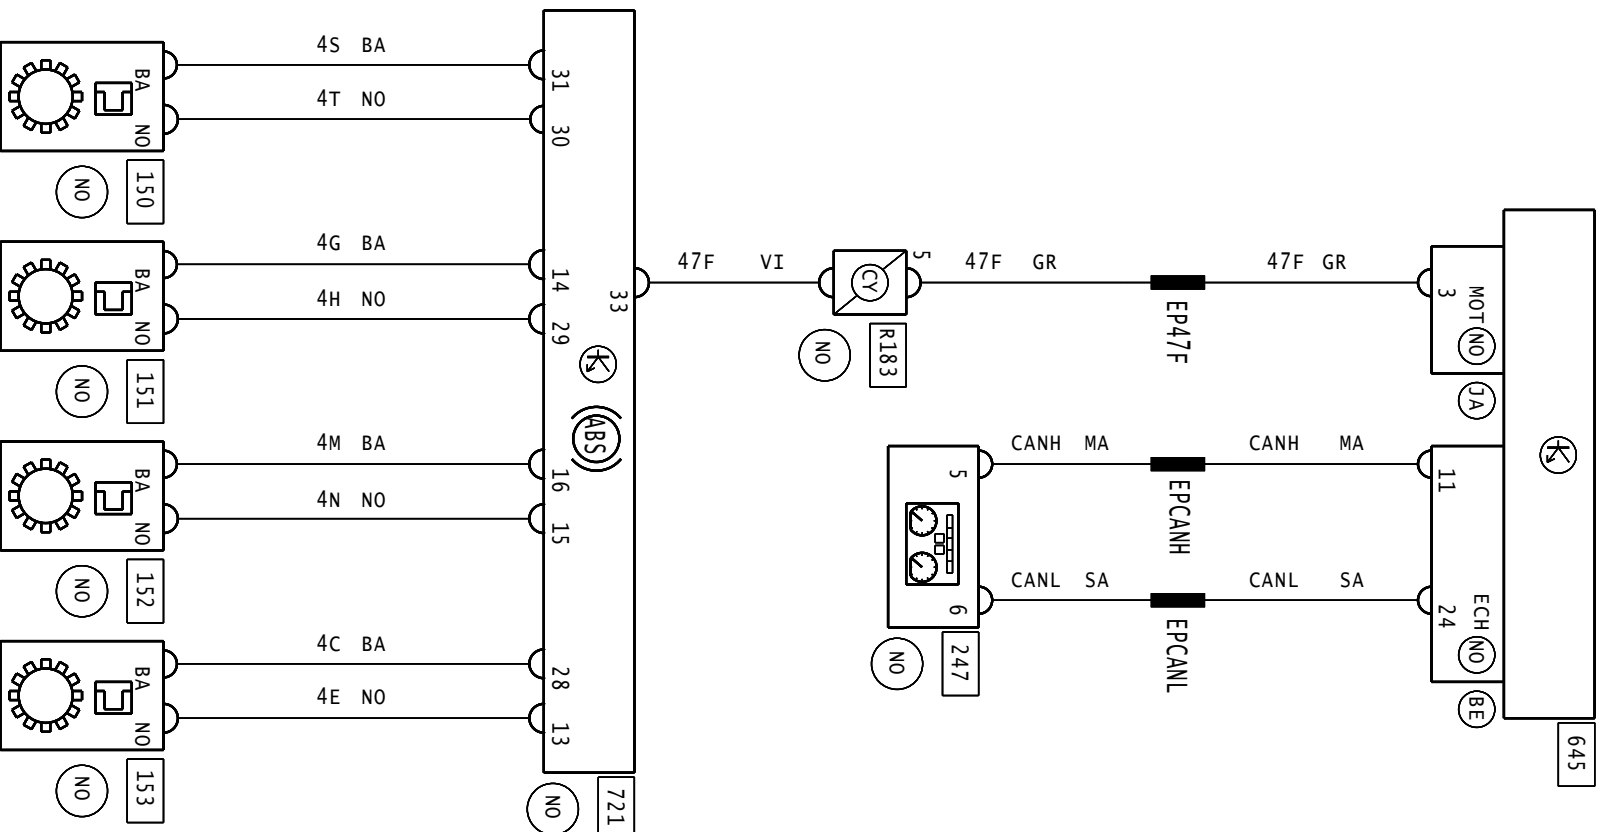 4S BA
4T NO
BA
NO
150
NO
4G BA
4H NO
BA
NO
151
NO
4M BA
4N NO
BA
NO
152
NO
4C BA
4E NO
BA
NO
153
NO
31
30
14
29
16
15
28
13
33
K
ABS
721
NO
47F VI
CY
5
R183
NO
47F GR
EP47F
47F GR
3
MOT
NO
JA
CANH MA
EPCANH
CANH MA
5
6
247
NO
CANL SA
EPCANL
CANL SA
11
24
ECH
NO
BE
K
645